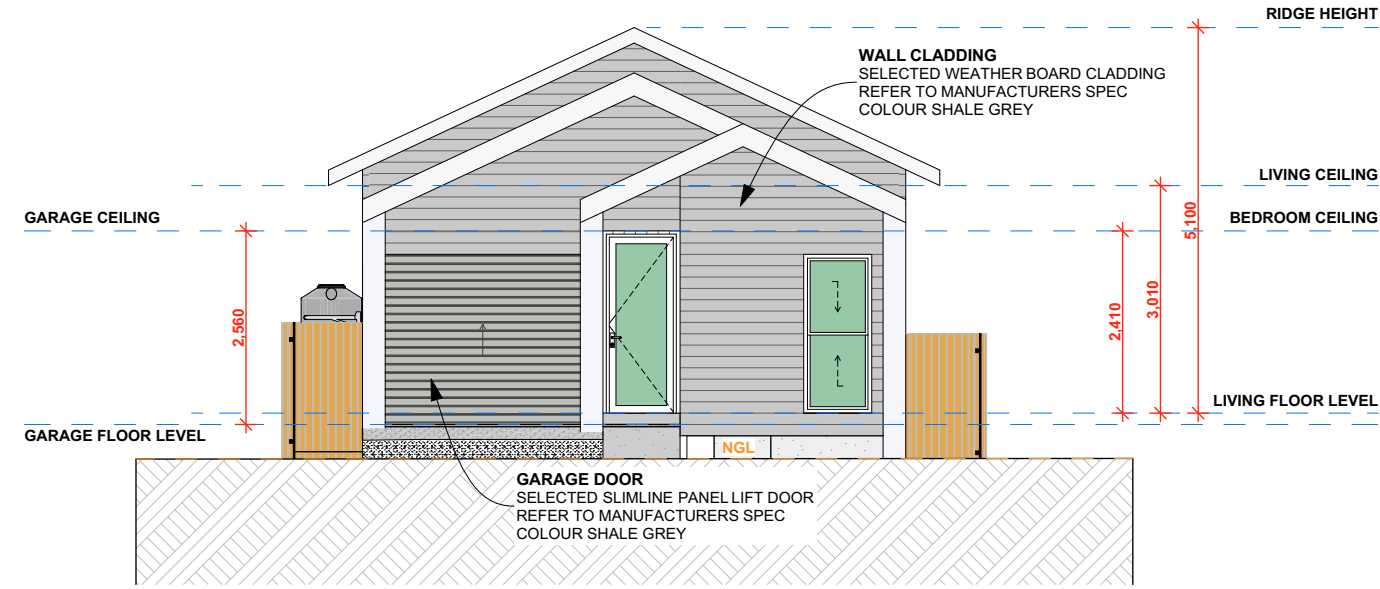 RIDGE HEIGHT
WALL CLADDING
SELECTED WEATHER BOARD CLADDING
REFER TO MANUFACTURERS SPEC
COLOUR SHALE GREY
LIVING CEILING
GARAGE CEILING
BEDROOM CEILING
5,100
3,010
2,410
2,560
LIVING FLOOR LEVEL
GARAGE FLOOR LEVEL
NGL
GARAGE DOOR
SELECTED SLIMLINE PANEL LIFT DOOR
REFER TO MANUFACTURERS SPEC
COLOUR SHALE GREY